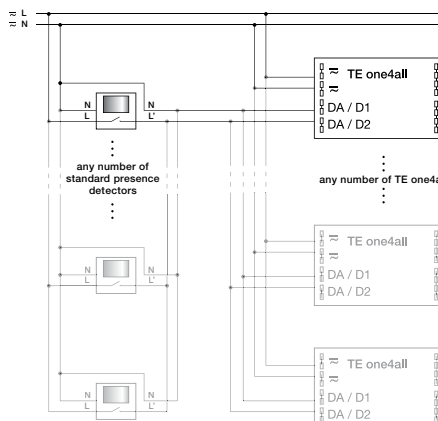 ≂ L
≂ N
≂ TE one4all
≂
N N
L L'
DA / D1
DA / D2
any number of
standard presence
detectors
any number of TE one4a
≂ TE one4all
≂
N N
L L'
DA / D1
DA / D2
≂ TE one4all
≂
N N
L L'
DA / D1
DA / D2